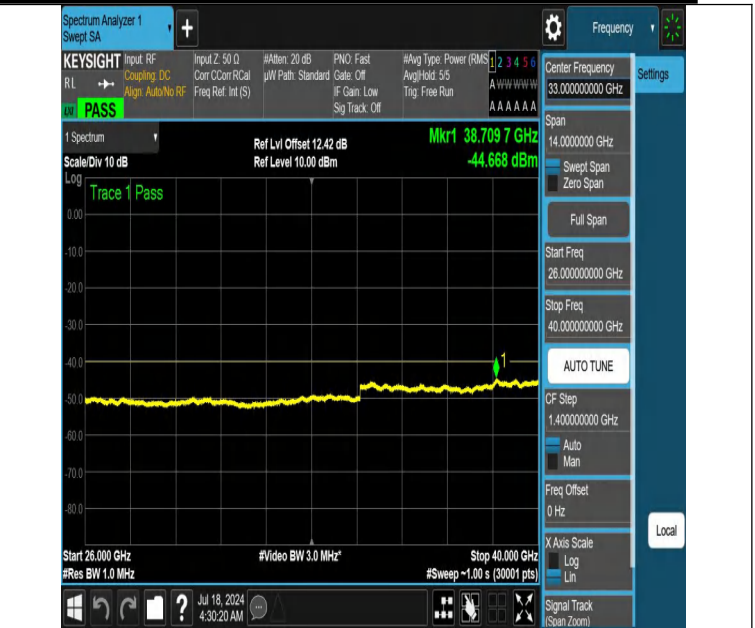 Spectrum Analyzer 1
Swept SA
+
Frequency
KEYSIGHT
RL
PASS
Input: RF
Coupling: DC
Align: Auto/No RF
Input Z: 50 Ω
Corr CCorr RCal
Freq Ref: Int (S)
#Atten: 20 dB
µW Path: Standard
PNO: Fast
Gate: Off
IF Gain: Low
Sig Track: Off
#Avg Type: Power (RMS
Avg|Hold: 5/5
Trig: Free Run
1 2 3 4 5 6
A W W W W W
A A A A A A
Center Frequency
33.000000000 GHz
Settings
1 Spectrum
Scale/Div 10 dB
Ref Lvl Offset 12.42 dB
Ref Level 10.00 dBm
Mkr1 38.709 7 GHz
-44.668 dBm
Span
14.0000000 GHz
Swept Span
Zero Span
Full Span
Start Freq
26.000000000 GHz
Stop Freq
40.000000000 GHz
AUTO TUNE
CF Step
1.400000000 GHz
Auto
Man
Freq Offset
0 Hz
X Axis Scale
Log
Lin
Signal Track
(Span Zoom)
Local
Log
Trace 1 Pass
0.00
-10.0
-20.0
-30.0
-40.0
-50.0
-60.0
-70.0
-80.0
1
Start 26.000 GHz
#Res BW 1.0 MHz
#Video BW 3.0 MHz*
Stop 40.000 GHz
#Sweep ~1.00 s (30001 pts)
?
Jul 18, 2024
4:30:20 AM